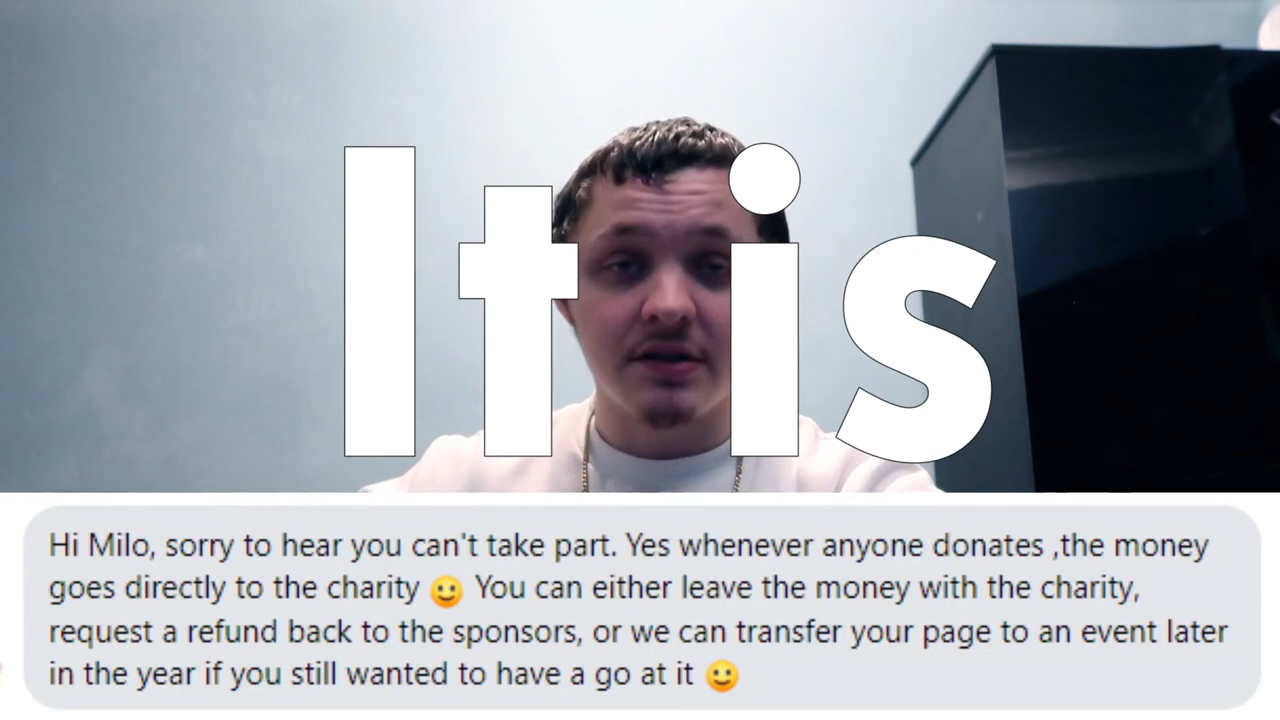 It is
Hi Milo, sorry to hear you can't take part. Yes whenever anyone donates ,the money
goes directly to the charity 🙂 You can either leave the money with the charity,
request a refund back to the sponsors, or we can transfer your page to an event later
in the year if you still wanted to have a go at it 🙂